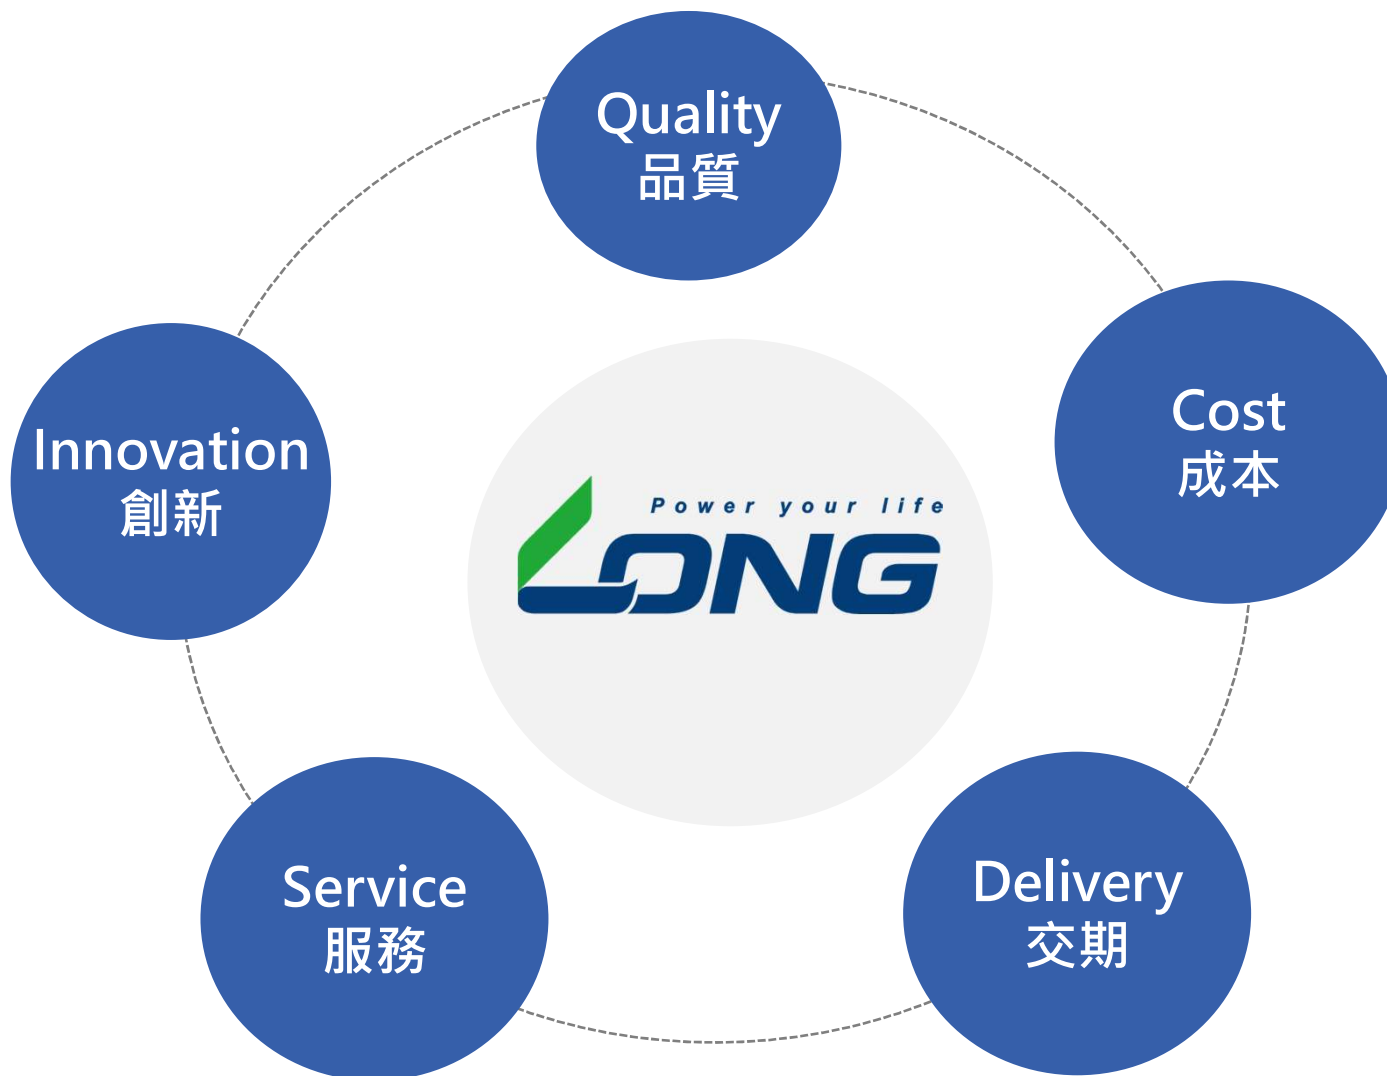 Quality
品質
Cost
成本
Innovation
創新
Power your life
LONG
Service
服務
Delivery
交期